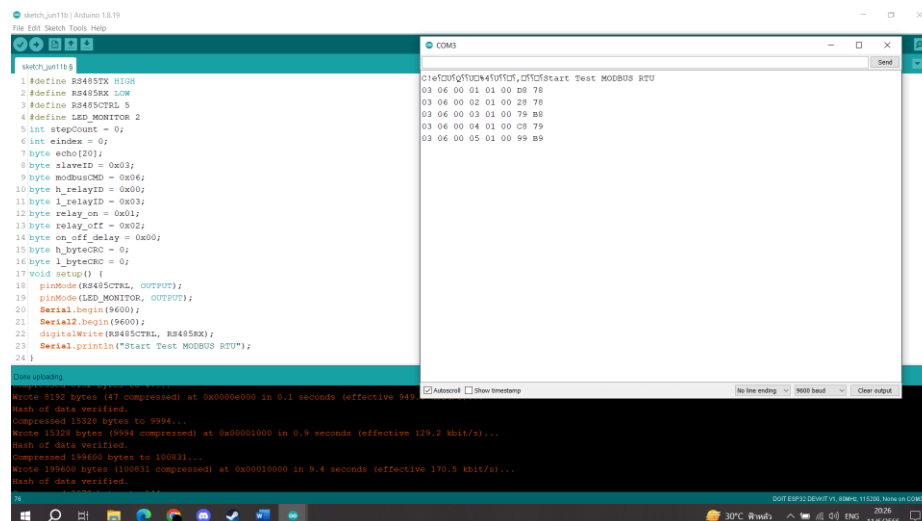 sketch_jun11b | Arduino 1.8.19
File Edit Sketch Tools Help
sketch_jun11b §
1 #define RS485TX HIGH
2 #define RS485RX LOW
3 #define RS485CTRL 5
4 #define LED_MONITOR 2
5 int stepCount = 0;
6 int eindex = 0;
7 byte echo[20];
8 byte slaveID = 0x03;
9 byte modbusCMD = 0x06;
10 byte h_relayID = 0x00;
11 byte l_relayID = 0x03;
12 byte relay_on = 0x01;
13 byte relay_off = 0x02;
14 byte on_off_delay = 0x00;
15 byte h_byteCRC = 0;
16 byte l_byteCRC = 0;
17 void setup() {
18 pinMode(RS485CTRL, OUTPUT);
19 pinMode(LED_MONITOR, OUTPUT);
20 Serial.begin(9600);
21 Serial2.begin(9600);
22 digitalWrite(RS485CTRL, RS485RX);
23 Serial.println("Start Test MODBUS RTU");
24 }
COM3
Send
Start Test MODBUS RTU
03 06 00 01 01 00 D8 78
03 06 00 02 01 00 28 78
03 06 00 03 01 00 79 B8
03 06 00 04 01 00 C8 79
03 06 00 05 01 00 99 B9
Autoscroll Show timestamp
No line ending 9600 baud Clear output
Done uploading.
Wrote 8192 bytes (47 compressed) at 0x0000e000 in 0.1 seconds (effective 949.
Hash of data verified.
Compressed 15328 bytes to 9994...
Wrote 15328 bytes (9994 compressed) at 0x00001000 in 0.9 seconds (effective 129.2 kbit/s)...
Hash of data verified.
Compressed 199600 bytes to 100831...
Wrote 199600 bytes (100831 compressed) at 0x00010000 in 9.4 seconds (effective 170.5 kbit/s)...
Hash of data verified.
76
DOIT ESP32 DEVKIT V1, 80MHz, 115200, None on COM3
30°C ฟ้าหลัว
ENG
20:26